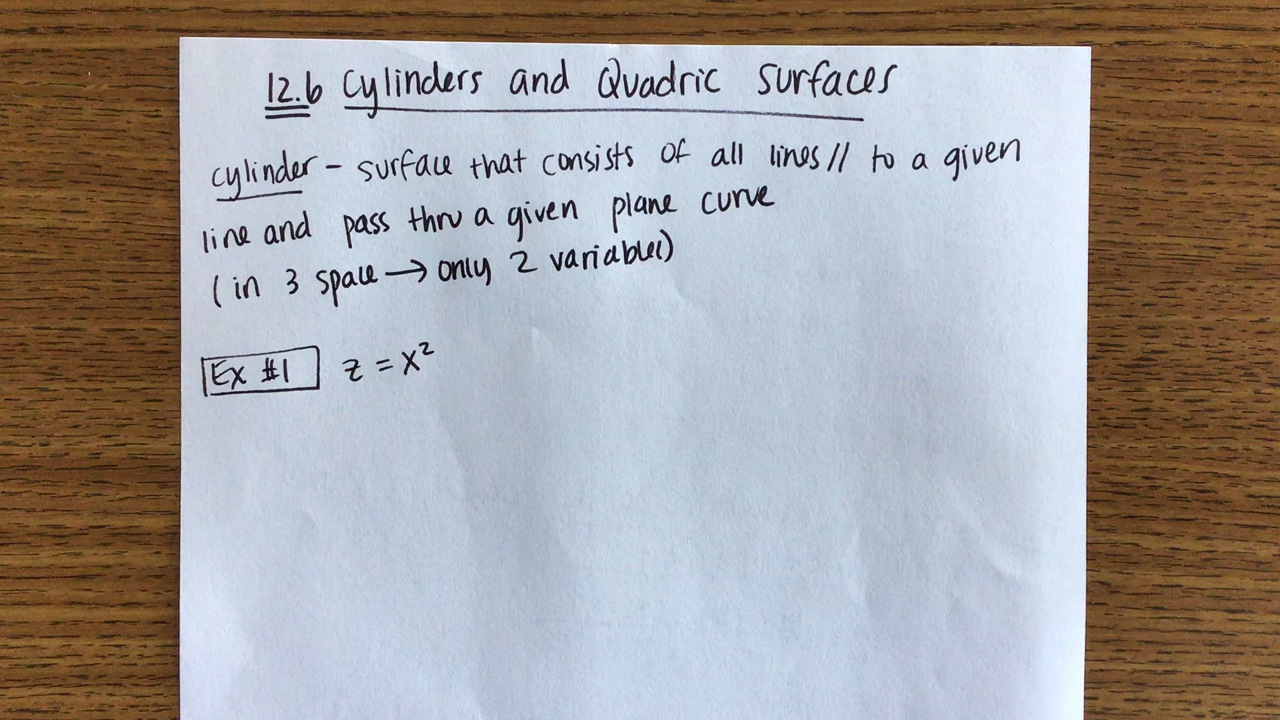 12.6 Cylinders and Quadric Surfaces
cylinder - surface that consists of all lines // to a given
line and pass thru a given plane curve
(in 3 space → only 2 variables)
Ex #1 z = x²